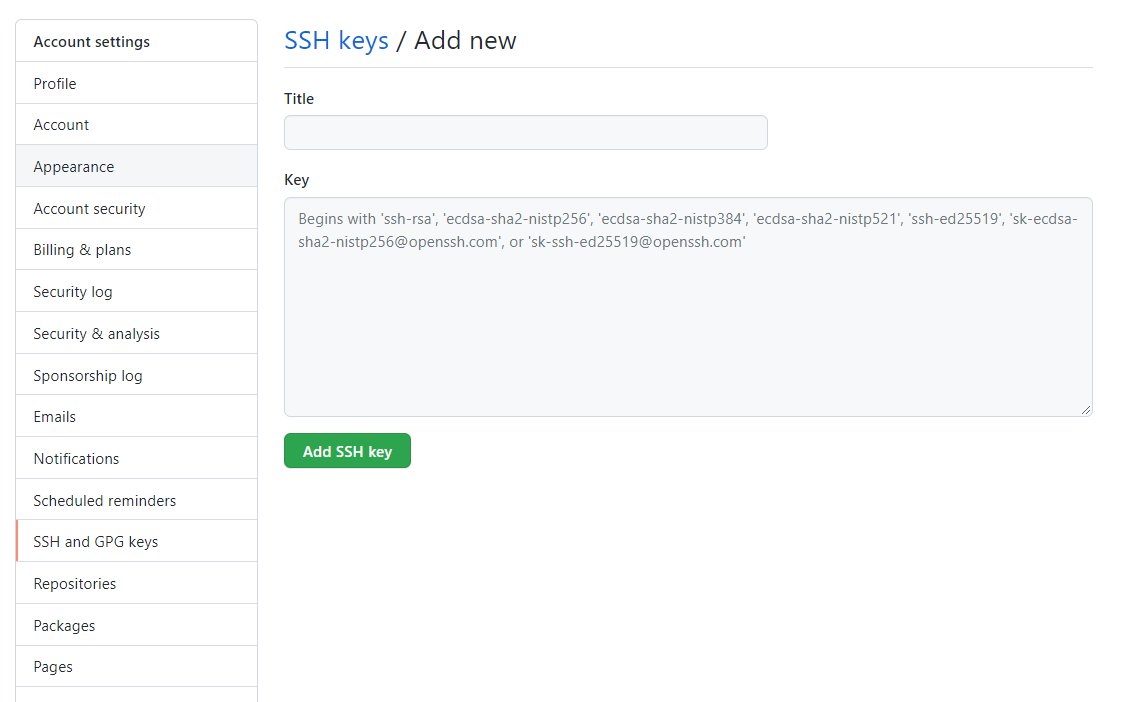 Account settings
Profile
Account
Appearance
Account security
Billing & plans
Security log
Security & analysis
Sponsorship log
Emails
Notifications
Scheduled reminders
SSH and GPG keys
Repositories
Packages
Pages
SSH keys / Add new
Title
Key
Begins with 'ssh-rsa', 'ecdsa-sha2-nistp256', 'ecdsa-sha2-nistp384', 'ecdsa-sha2-nistp521', 'ssh-ed25519', 'sk-ecdsa-
sha2-nistp256@openssh.com', or 'sk-ssh-ed25519@openssh.com'
Add SSH key